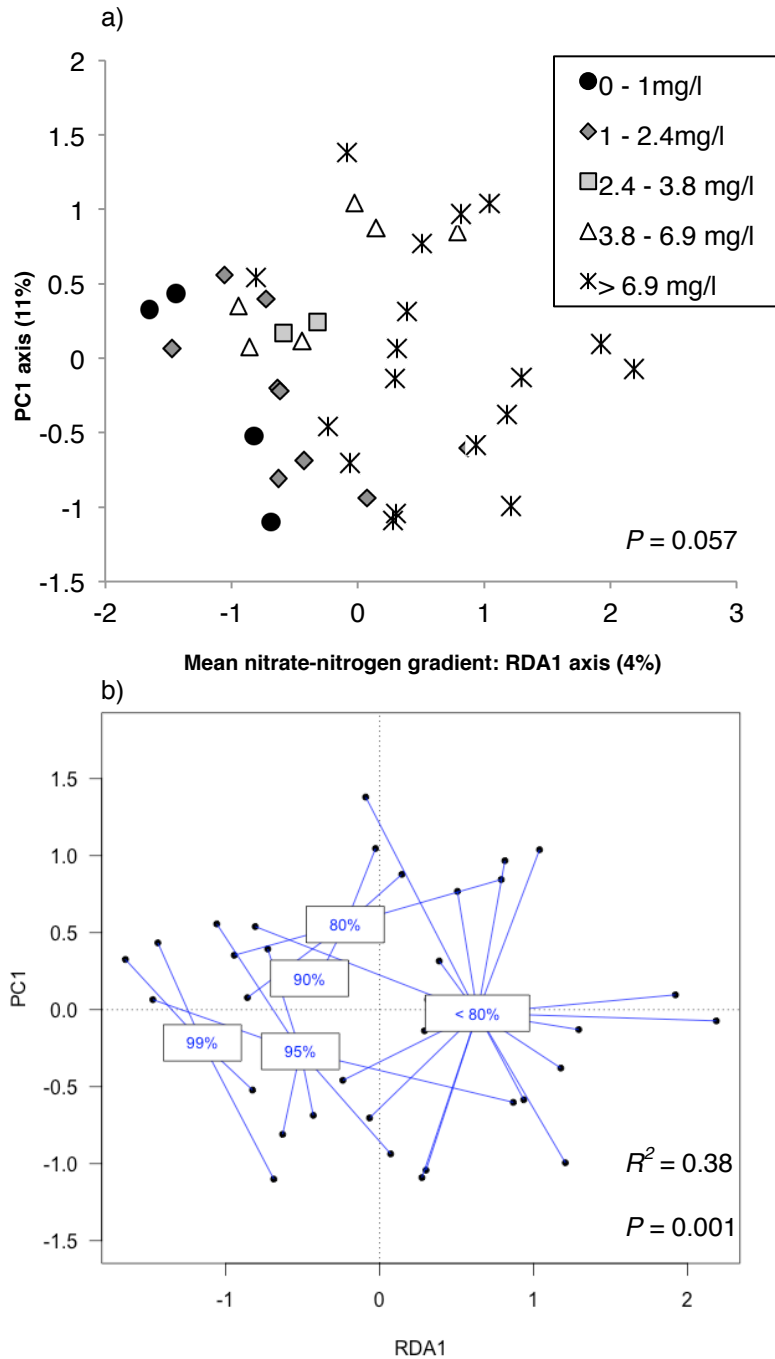 a)
2
1.5
1
0.5
0
-0.5
-1
-1.5
-2 -1 0 1 2 3
PC1 axis (11%)
Mean nitrate-nitrogen gradient: RDA1 axis (4%)
0 - 1mg/l
1 - 2.4mg/l
2.4 - 3.8 mg/l
3.8 - 6.9 mg/l
> 6.9 mg/l
P = 0.057
b)
1.5
1.0
0.5
0.0
-0.5
-1.0
-1.5
PC1
80%
90%
< 80%
99%
95%
R² = 0.38
P = 0.001
-1 0 1 2
RDA1